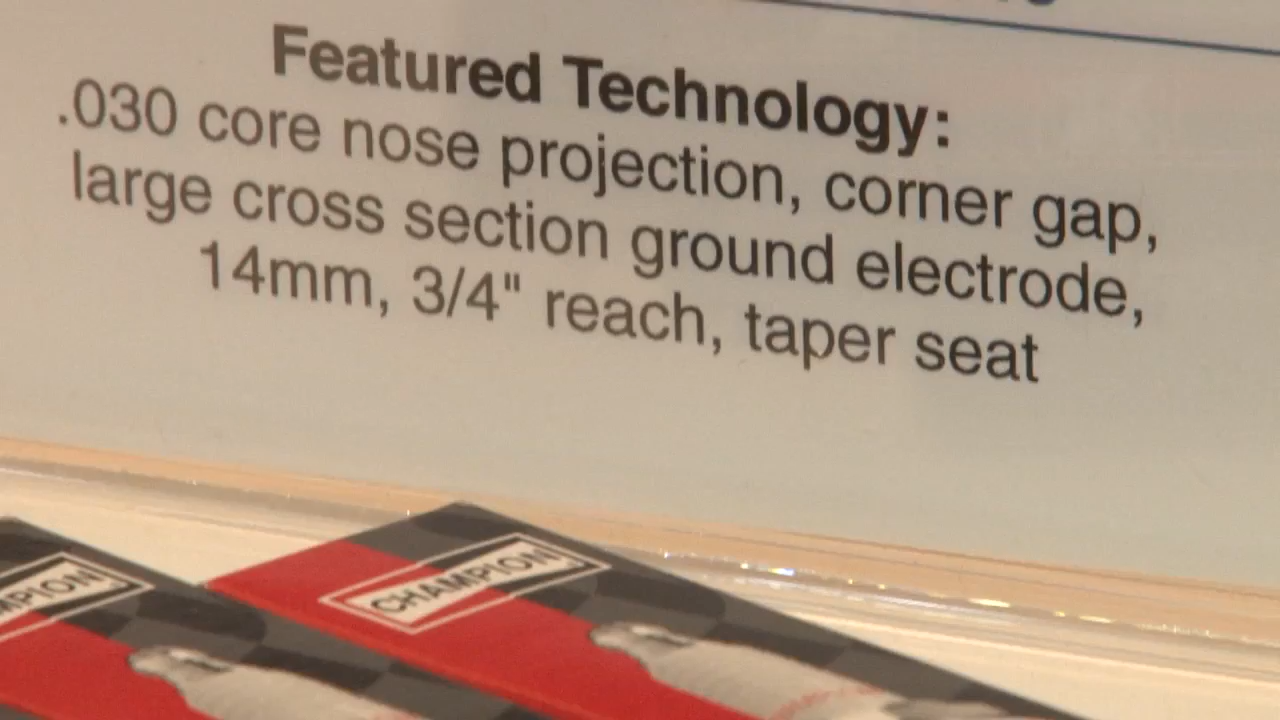 Featured Technology:
.030 core nose projection, corner gap,
large cross section ground electrode,
14mm, 3/4" reach, taper seat
CHAMPION
MPION